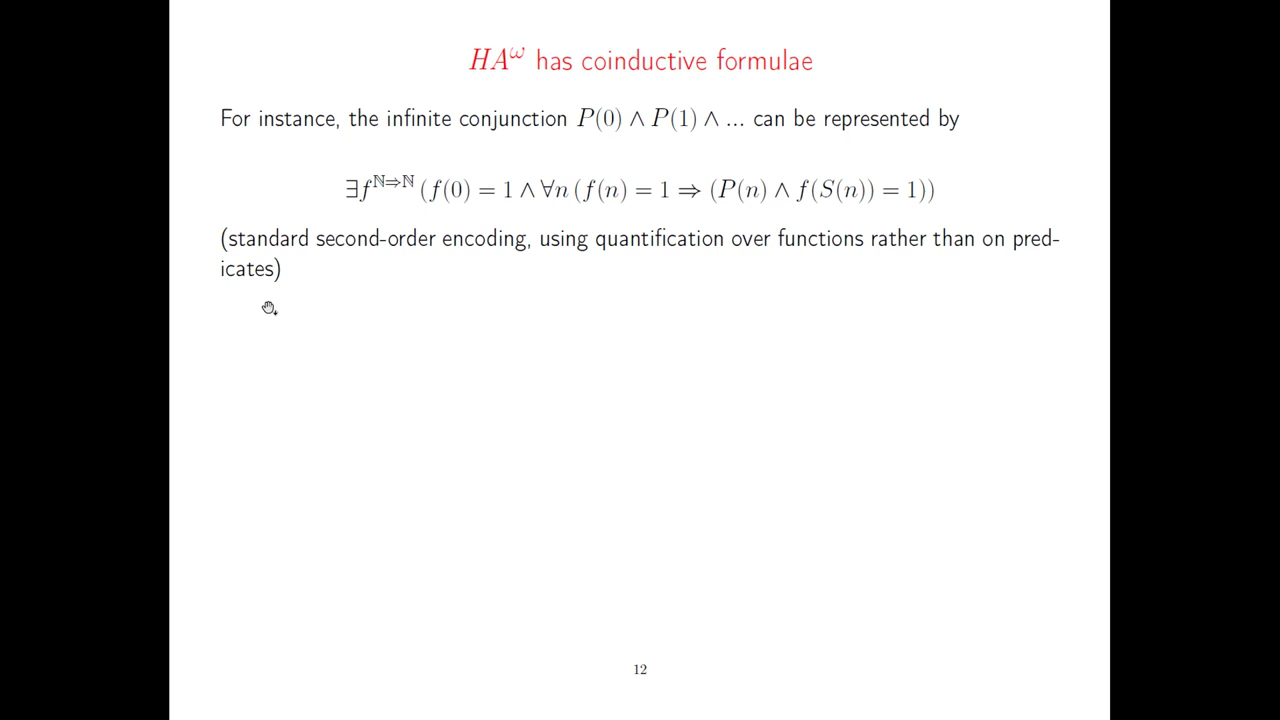 HA^ω has coinductive formulae
For instance, the infinite conjunction P(0) ∧ P(1) ∧ ... can be represented by
∃f^{ℕ⇒ℕ} (f(0) = 1 ∧ ∀n (f(n) = 1 ⇒ (P(n) ∧ f(S(n)) = 1))
(standard second-order encoding, using quantification over functions rather than on pred-
icates)
12